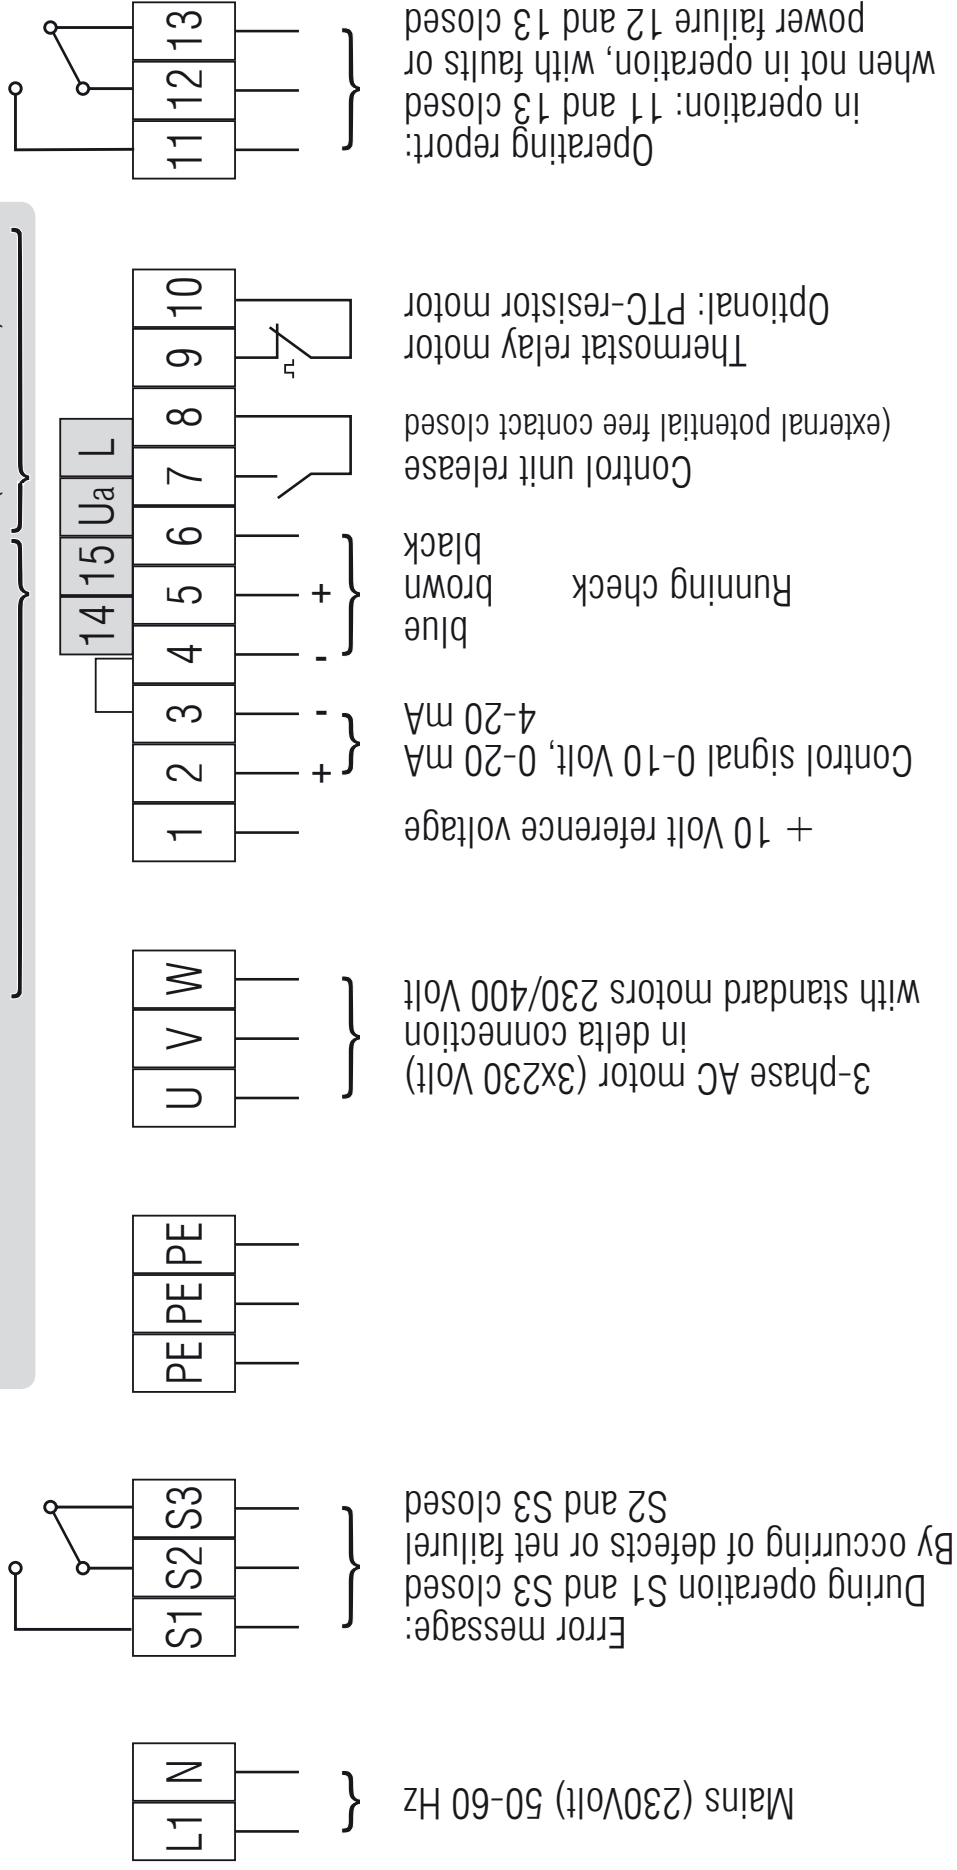 Mains (230Volt) 50-60 Hz
L1
N
Error message:
During operation S1 and S3 closed
By occurring of defects or net failurel
S2 and S3 closed
S1
S2
S3
PE
PE
PE
3-phase AC motor (3x230 Volt)
in delta connection
with standard motors 230/400 Volt
U
V
W
+ 10 Volt reference voltage
1
Control signal 0-10 Volt, 0-20 mA
4-20 mA
+
-
2
3
blue
Running check brown
black
-
+
4
5
6
Control unit release
(external potential free contact closed
7
8
Thermostat relay motor
Optional: PTC-resistor motor
9
10
14
15
Ua
L
Operating report:
in operation: 11 and 13 closed
when not in operation, with faults or
power failure 12 and 13 closed
11
12
13